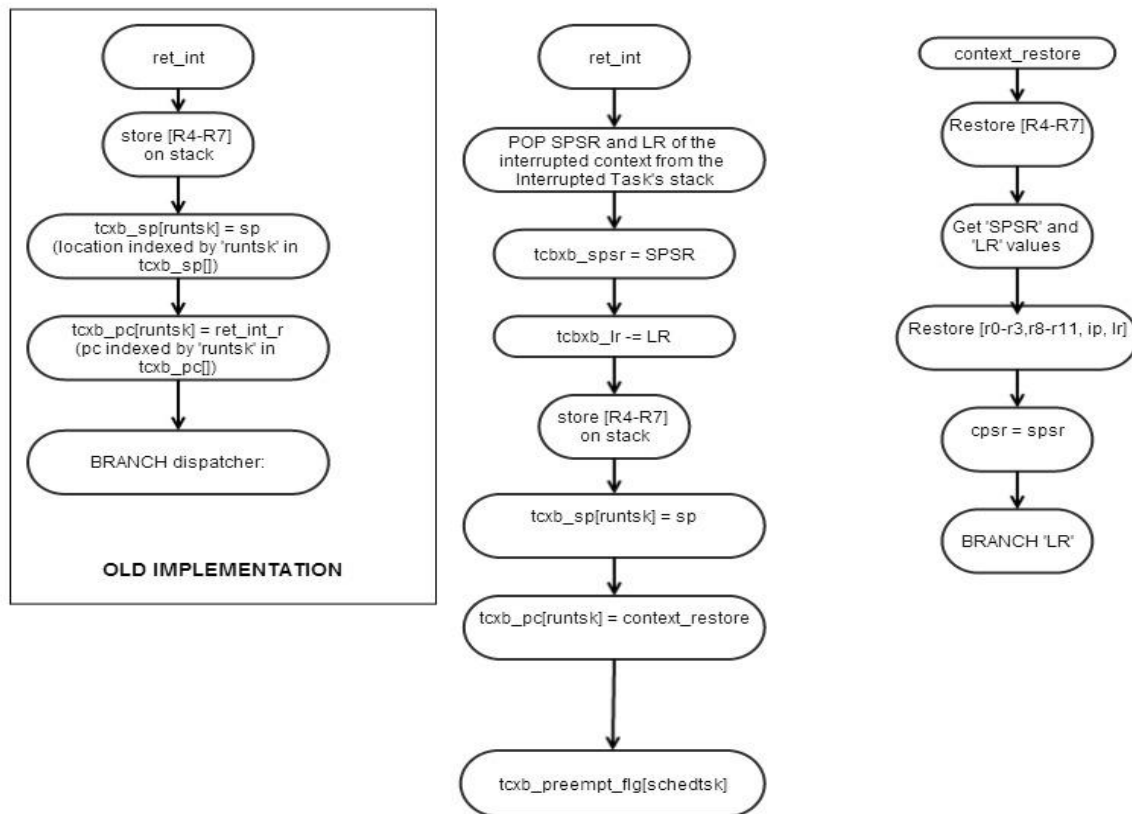 ret_int
store [R4-R7]
on stack
tcxb_sp[runtsk] = sp
(location indexed by 'runtsk' in
tcxb_sp[])
tcxb_pc[runtsk] = ret_int_r
(pc indexed by 'runtsk' in
tcxb_pc[])
BRANCH dispatcher:
OLD IMPLEMENTATION
ret_int
POP SPSR and LR of the
interrupted context from the
Interrupted Task's stack
tcbxb_spsr = SPSR
tcbxb_lr -= LR
store [R4-R7]
on stack
tcxb_sp[runtsk] = sp
tcxb_pc[runtsk] = context_restore
tcxb_preempt_flg[schedtsk]
context_restore
Restore [R4-R7]
Get 'SPSR' and
'LR' values
Restore [r0-r3,r8-r11, ip, lr]
cpsr = spsr
BRANCH 'LR'